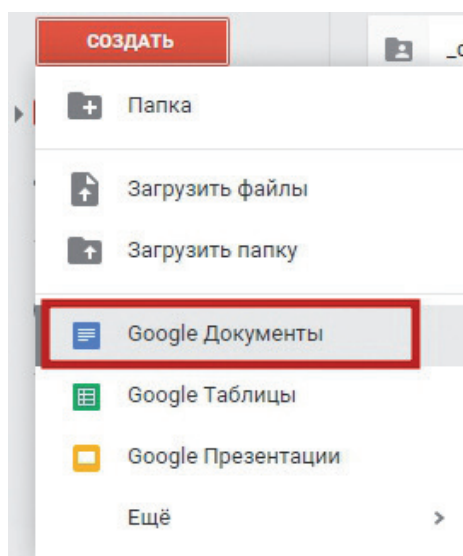 СОЗДАТЬ
Папка
Загрузить файлы
Загрузить папку
Google Документы
Google Таблицы
Google Презентации
Ещё